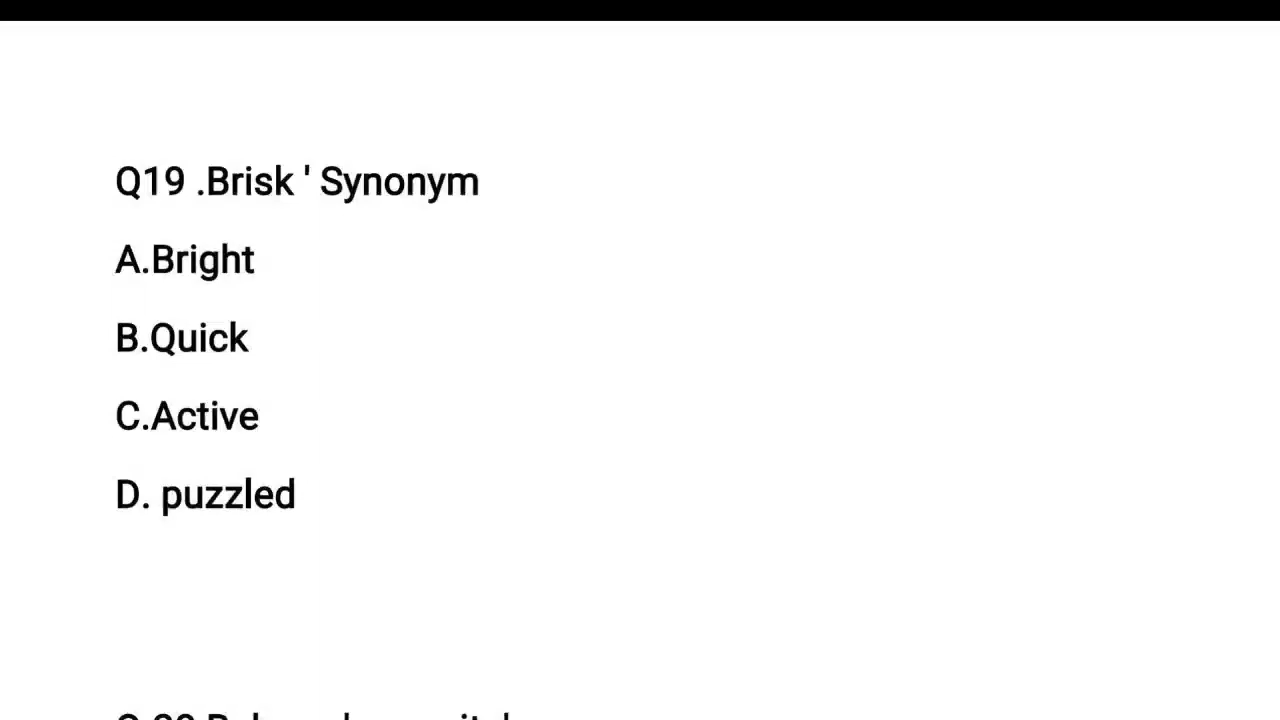 Q19 .Brisk ' Synonym
A.Bright
B.Quick
C.Active
D. puzzled